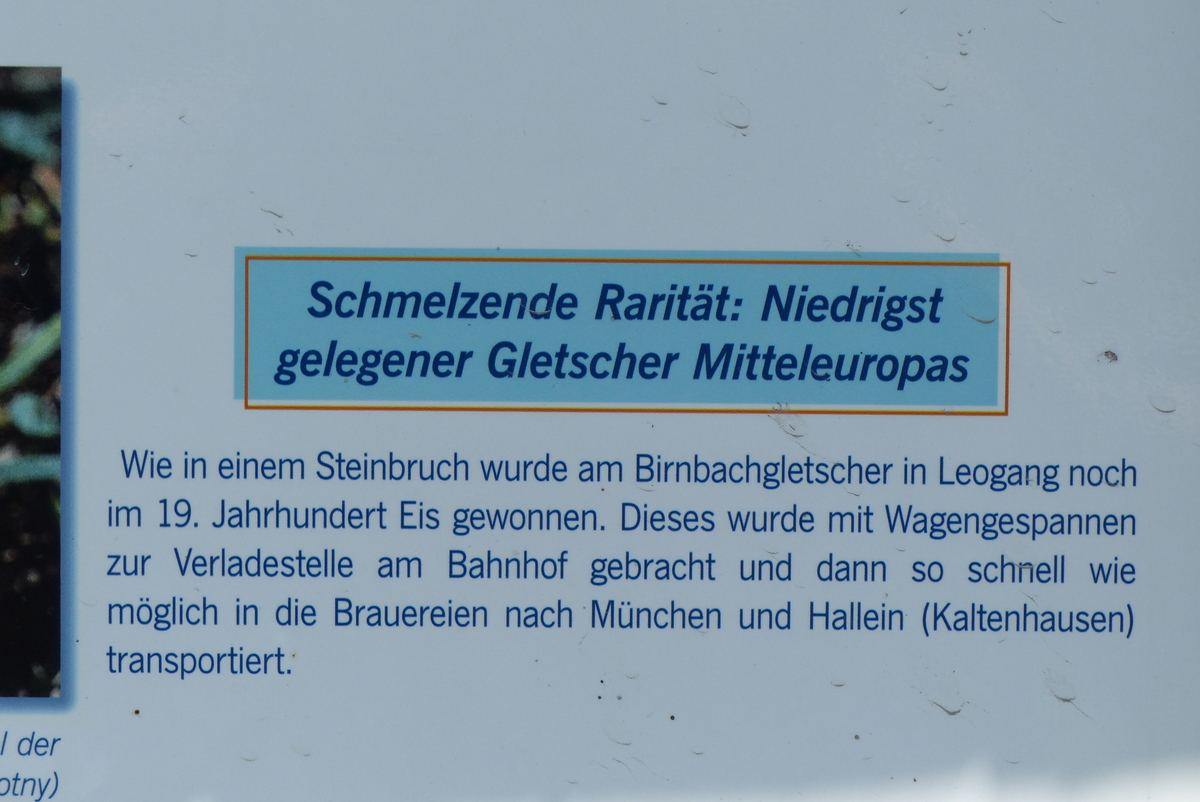 Schmelzende Rarität: Niedrigst
gelegener Gletscher Mitteleuropas
Wie in einem Steinbruch wurde am Birnbachgletscher in Leogang noch
im 19. Jahrhundert Eis gewonnen. Dieses wurde mit Wagengespannen
zur Verladestelle am Bahnhof gebracht und dann so schnell wie
möglich in die Brauereien nach München und Hallein (Kaltenhausen)
transportiert.
der